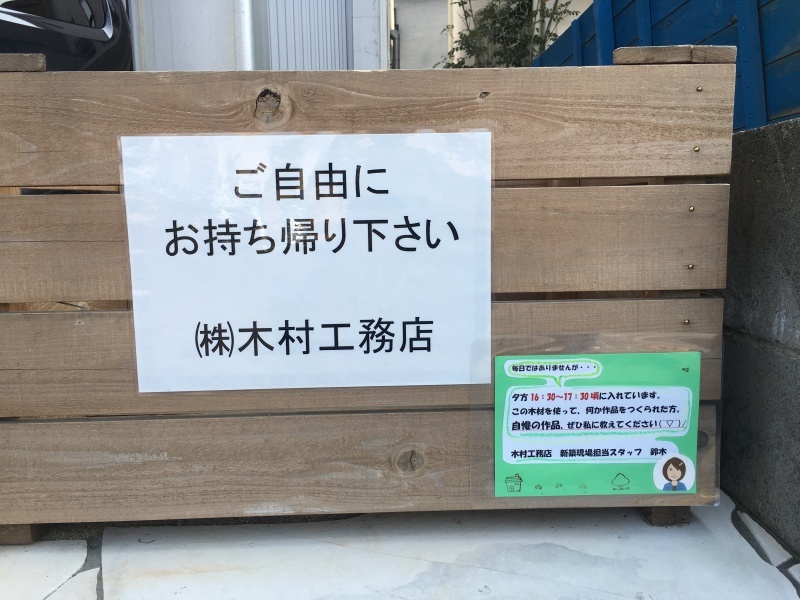 ご自由に
お持ち帰り下さい
㈱木村工務店
毎日ではありませんが・・・
夕方 16：30～17：30 頃に入れています。
この木材を使って、何か作品をつくられた方。
自慢の作品、ぜひ私に教えてください(^▽^)/
木村工務店　新築現場担当スタッフ　鈴木